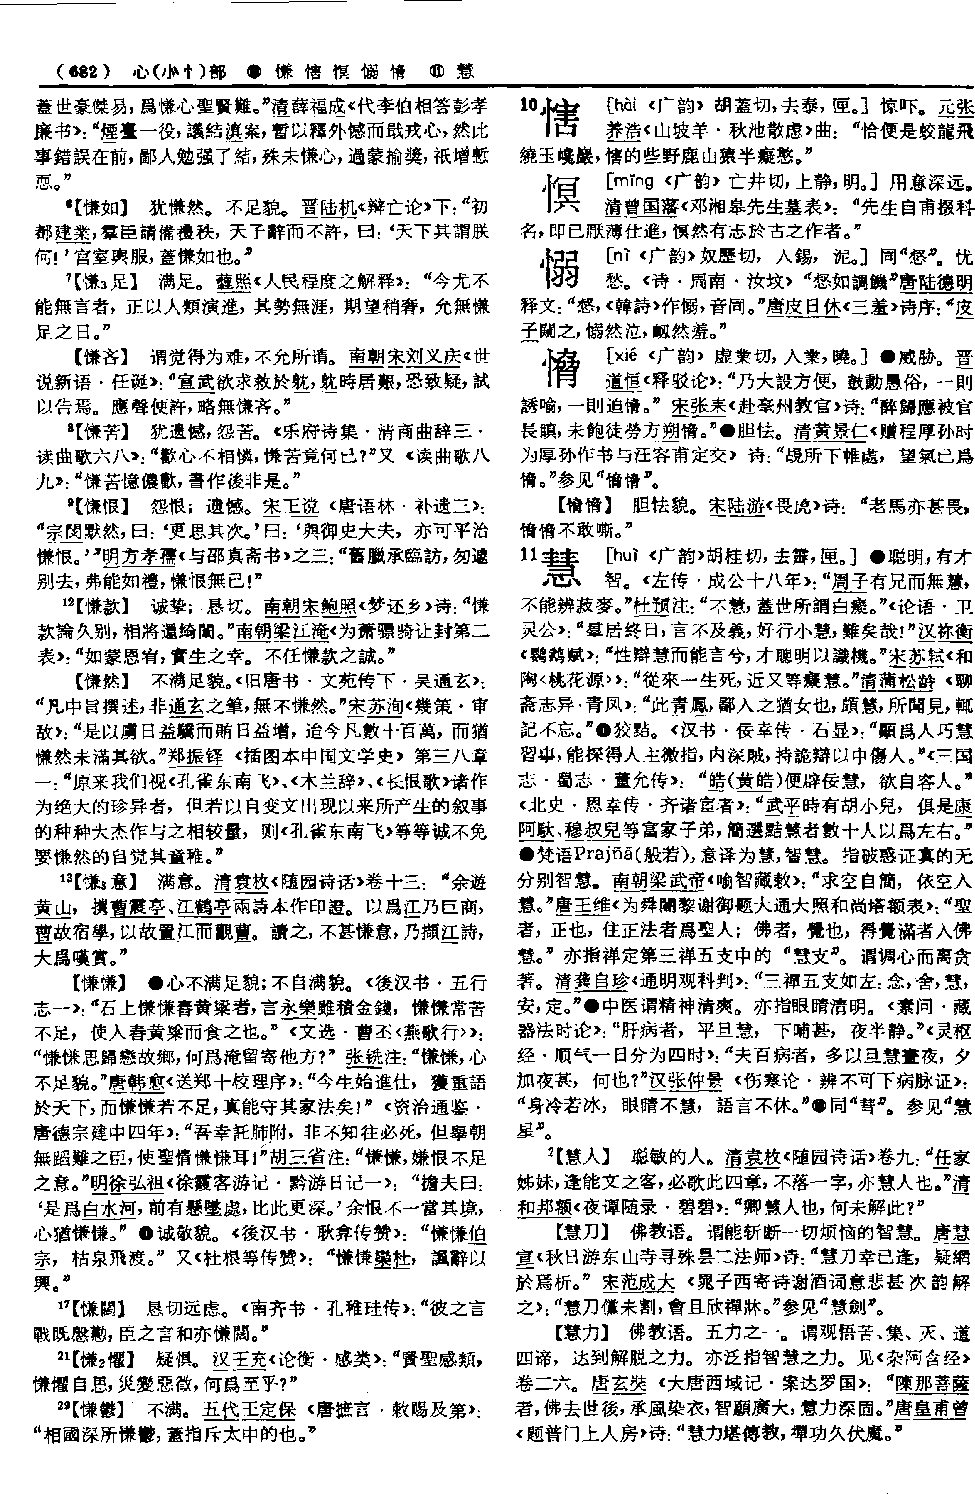 (682) 心(小忄)部 ❿ 慊 愘 慏 愵 愶 ⓫ 慧
蓋世豪傑易，爲慊心聖賢難。”清薛福成《代李伯相答彭孝
廉书》：“煙臺一役，議結滇案，暫以釋外憾而戢戎心，然此
事錯誤在前，鄙人勉强了結，殊未慊心，過蒙揄奬，祇增慙
恧。”
⁶【慊如】 犹慊然。不足貌。晋陆机《辩亡论》下：“初
都建業，羣臣請備禮秩，天子辭而不許，曰：‘天下其謂朕
何！’宫室輿服，蓋慊如也。”
⁷【慊₃足】 满足。蘧照《人民程度之解释》：“今尤不
能無言者，正以人類演進，其勢無涯，期望稍奢，允無慊
足之日。”
【慊吝】 谓觉得为难，不允所请。南朝宋刘义庆《世
说新语·任诞》：“宣武欲求救於躭，躭時居艱，恐致疑，試
以告焉。應聲便許，略無慊吝。”
⁸【慊苦】 犹遗憾，怨苦。《乐府诗集·清商曲辞三·
读曲歌六八》：“歡心不相憐，慊苦竟何已？”又《读曲歌八
九》：“慊苦憶儂歡，書作後非是。”
⁹【慊恨】 怨恨；遗憾。宋王谠《唐语林·补遗三》：
“宗閔默然，曰：‘更思其次。’曰：‘與御史大夫，亦可平治
慊恨。’”明方孝孺《与邵真斋书》之三：“舊臘承臨訪，匆遽
别去，弗能如禮，慊恨無已！”
¹²【慊款】 诚挚；恳切。南朝宋鲍照《梦还乡》诗：“慊
款論久别，相將還綺閣。”南朝梁江淹《为萧骠骑让封第二
表》：“如蒙恩宥，實生之幸。不任慊款之誠。”
【慊然】 不满足貌。《旧唐书·文苑传下·吴通玄》：
“凡中旨撰述，非通玄之筆，無不慊然。”宋苏洵《幾策·审
敌》：“是以虜日益驕而賄日益增，迨今凡數十百萬，而猶
慊然未滿其欲。”郑振铎《插图本中国文学史》第三八章
一：“原来我们视《孔雀东南飞》、《木兰辞》、《长恨歌》诸作
为绝大的珍异者，但若以自变文出现以来所产生的叙事
的种种大杰作与之相较量，则《孔雀东南飞》等等诚不免
要慊然的自觉其童稚。”
¹³【慊₃意】 满意。清袁枚《随园诗话》卷十三：“余遊
黄山，携曹震亭、江鶴亭兩詩本作印證。以爲江乃巨商，
曹故宿學，以故置江而觀曹。讀之，不甚慊意，乃擷江詩，
大爲嘆賞。”
【慊慊】 ❶心不满足貌；不自满貌。《後汉书·五行
志一》：“石上慊慊舂黄粱者，言永樂雖積金錢，慊慊常苦
不足，使人舂黄粱而食之也。”《文选·曹丕〈燕歌行〉》：
“慊慊思歸戀故鄉，何爲淹留寄他方？”张铣注：“慊慊，心
不足貌。”唐韩愈《送郑十校理序》：“今生始進仕，獲重語
於天下，而慊慊若不足，真能守其家法矣！”《资治通鉴·
唐德宗建中四年》：“吾幸託肺附，非不知往必死，但舉朝
無蹈難之臣，使聖情慊慊耳！”胡三省注：“慊慊，嫌恨不足
之意。”明徐弘祖《徐霞客游记·黔游日记一》：“擔夫曰：
‘是爲白水河，前有懸墜處，比此更深。’余恨不一當其境，
心猶慊慊。”❷诚敬貌。《後汉书·耿弇传赞》：“慊慊伯
宗，枯泉飛液。”又《杜根等传赞》：“慊慊欒杜，諷辭以
興。”
¹⁷【慊閟】 恳切远虑。《南齐书·孔稚珪传》：“彼之言
戰既慇懃，臣之言和亦慊閟。”
²¹【慊₂懼】 疑惧。汉王充《论衡·感类》：“賢聖感類，
慊懼自思，災變惡徵，何爲至乎？”
²⁹【慊鬱】 不满。五代王定保《唐摭言·敕赐及第》：
“相國深所慊鬱，蓋指斥太中的也。”
10 愘 [hài 《广韵》胡蓋切，去泰，匣。] 惊吓。元张
养浩《山坡羊·秋池散虑》曲：“恰便是蛟龍飛
繞玉巉巖，愘的些野鹿山猿半癡憨。”
慏 [mǐng 《广韵》亡井切，上静，明。] 用意深远。
清曾国藩《邓湘皋先生墓表》：“先生自甫掇科
名，即已厭薄仕進，慏然有志於古之作者。”
愵 [nì 《广韵》奴歷切，入錫，泥。] 同“惄”。忧
愁。《诗·周南·汝坟》“惄如調饑”唐陆德明
释文：“惄，《韓詩》作愵，音同。”唐皮日休《三羞》诗序：“皮
子閔之，愵然泣，衂然羞。”
愶 [xié 《广韵》虚業切，入業，曉。] ❶威胁。晋
道恒《释驳论》：“乃大設方便，鼓動愚俗，一則
誘喻，一則迫愶。”宋张耒《赴亳州教官》诗：“醉歸應被官
長嗔，未飽徒勞方朔愶。”❷胆怯。清黄景仁《赠程厚孙时
为厚孙作书与汪容甫定交》诗：“覘所下帷處，望氣已爲
愶。”参见“愶愶”。
【愶愶】 胆怯貌。宋陆游《畏虎》诗：“老馬亦甚畏，
愶愶不敢嘶。”
11 慧 [huì 《广韵》胡桂切，去霽，匣。] ❶聪明，有才
智。《左传·成公十八年》：“周子有兄而無慧，
不能辨菽麥。”杜预注：“不慧，蓋世所謂白癡。”《论语·卫
灵公》：“羣居終日，言不及義，好行小慧，難矣哉！”汉祢衡
《鹦鹉赋》：“性辯慧而能言兮，才聰明以識機。”宋苏轼《和
陶〈桃花源〉》：“從來一生死，近又等癡慧。”清蒲松龄《聊
斋志异·青凤》：“此青鳳，鄙人之猶女也，頗慧，所聞見，輒
記不忘。”❷狡黠。《汉书·佞幸传·石显》：“顯爲人巧慧
習事，能探得人主微指，内深賊，持詭辯以中傷人。”《三国
志·蜀志·董允传》：“皓（黄皓）便辟佞慧，欲自容入。”
《北史·恩幸传·齐诸宦者》：“武平時有胡小兒，俱是康
阿馱、穆叔兒等富家子弟，簡選黠慧者數十人以爲左右。”
❸梵语Prajñā（般若），意译为慧，智慧。指破惑证真的无
分别智慧。南朝梁武帝《喻智藏敕》：“求空自簡，依空入
慧。”唐王维《为舜闍黎谢御题大通大照和尚塔额表》：“聖
者，正也，住正法者爲聖人；佛者，覺也，得覺滿者入佛
慧。”亦指禅定第三禅五支中的“慧支”。谓调心而离贪
著。清龚自珍《通明观科判》：“三禪五支如左：念，舍，慧，
安，定。”❹中医谓精神清爽。亦指眼睛清明。《素问·藏
器法时论》：“肝病者，平旦慧，下晡甚，夜半静。”《灵枢
经·顺气一日分为四时》：“夫百病者，多以旦慧晝夜，夕
加夜甚，何也？”汉张仲景《伤寒论·辨不可下病脉证》：
“身冷若冰，眼睛不慧，語言不休。”❺同“彗”。参见“慧
星”。
²【慧人】 聪敏的人。清袁枚《随园诗话》卷九：“任家
姊妹，逢能文之客，必歌此四章，不落一字，亦慧人也。”清
和邦额《夜谭随录·碧碧》：“卿慧人也，何未解此？”
【慧刀】 佛教语。谓能斩断一切烦恼的智慧。唐慧
宣《秋日游东山寺寻殊昙二法师》诗：“慧刀幸已逢，疑網
於焉析。”宋范成大《晁子西寄诗谢酒词意悲甚次韵解
之》：“慧刀儻未割，會且欣禪牀。”参见“慧劍”。
【慧力】 佛教语。五力之一。谓观悟苦、集、灭、道
四谛，达到解脱之力。亦泛指智慧之力。见《杂阿含经》
卷二六。唐玄奘《大唐西域记·案达罗国》：“陳那菩薩
者，佛去世後，承風染衣，智願廣大，慧力深固。”唐皇甫曾
《题普门上人房》诗：“慧力堪傳教，禪功久伏魔。”